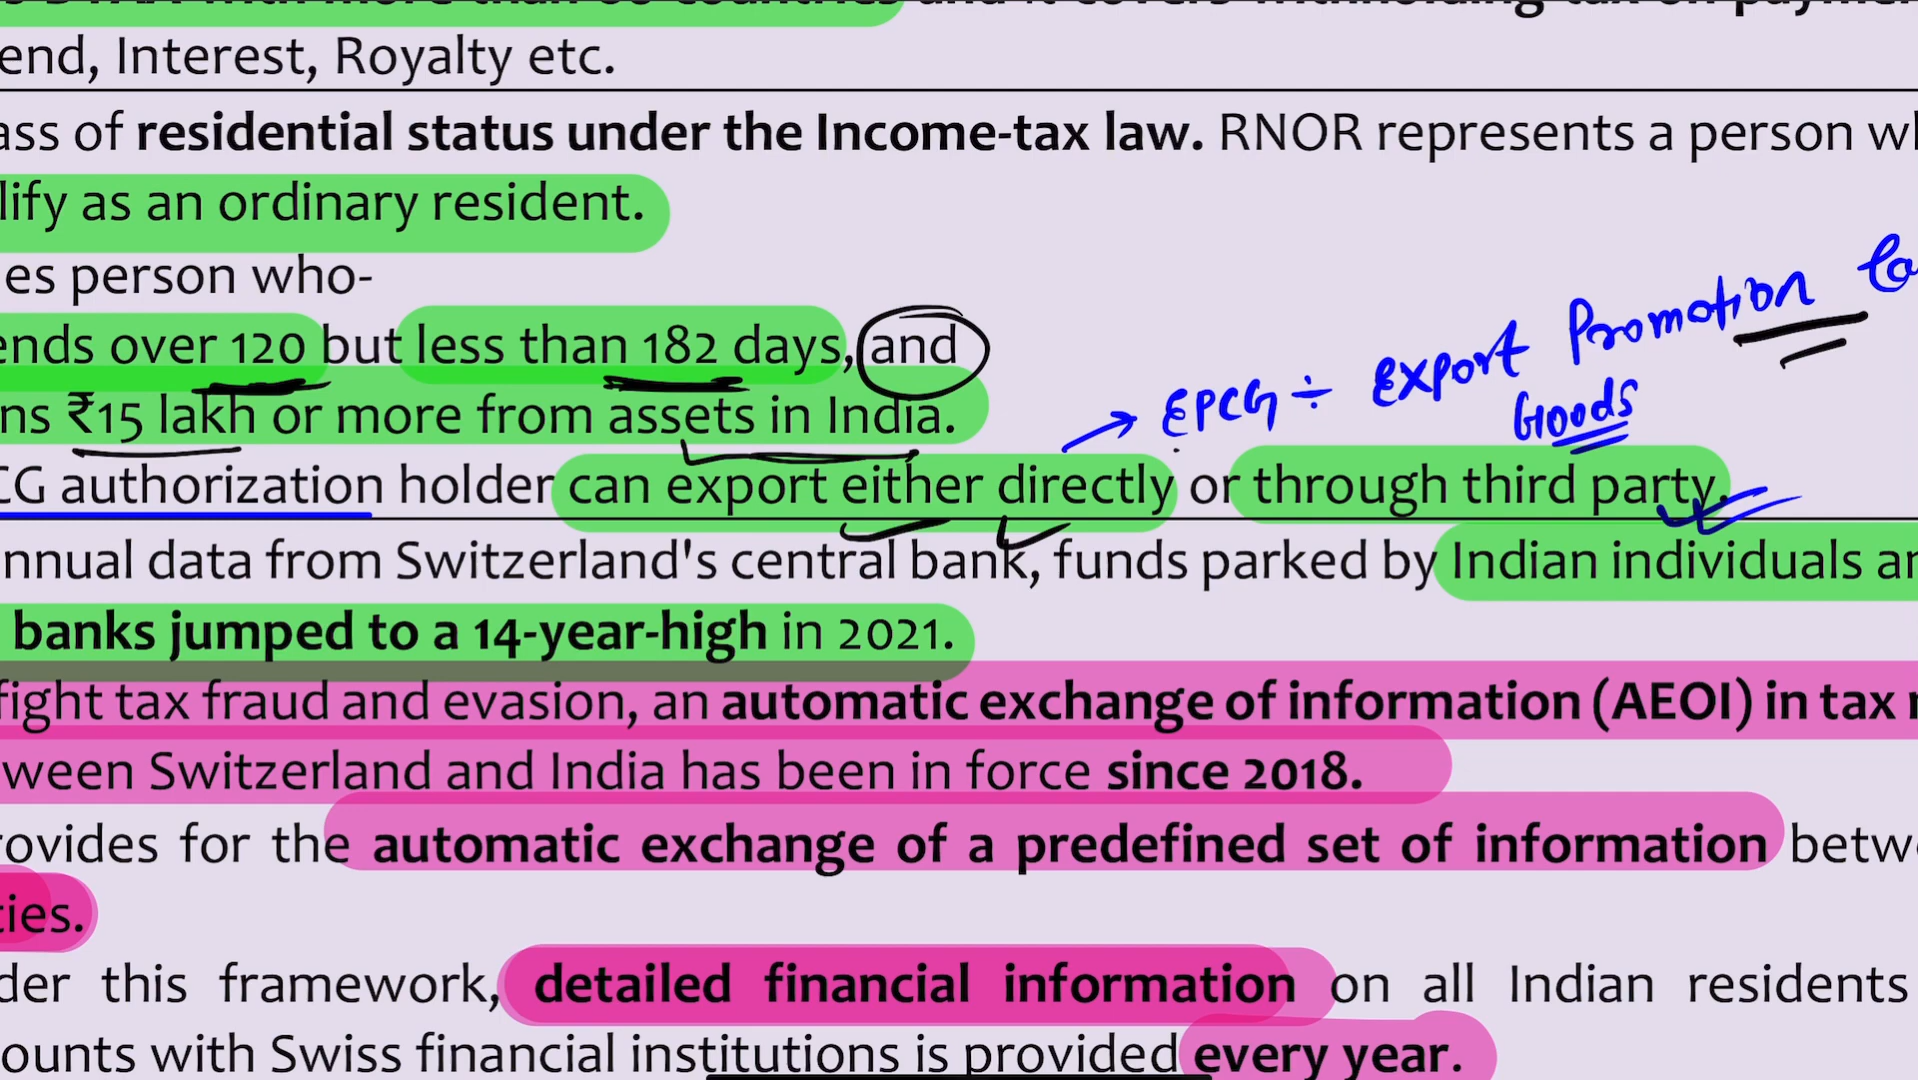 end, Interest, Royalty etc.
ass of residential status under the Income-tax law. RNOR represents a person wh
lify as an ordinary resident.
es person who-
ends over 120 but less than 182 days, and
ns ₹15 lakh or more from assets in India.
→ EPCG ÷ Export Promotion Ca
Goods
CG authorization holder can export either directly or through third party.
nnual data from Switzerland's central bank, funds parked by Indian individuals an
banks jumped to a 14-year-high in 2021.
fight tax fraud and evasion, an automatic exchange of information (AEOI) in tax
ween Switzerland and India has been in force since 2018.
rovides for the automatic exchange of a predefined set of information betw
ties.
der this framework, detailed financial information on all Indian residents
ounts with Swiss financial institutions is provided every year.